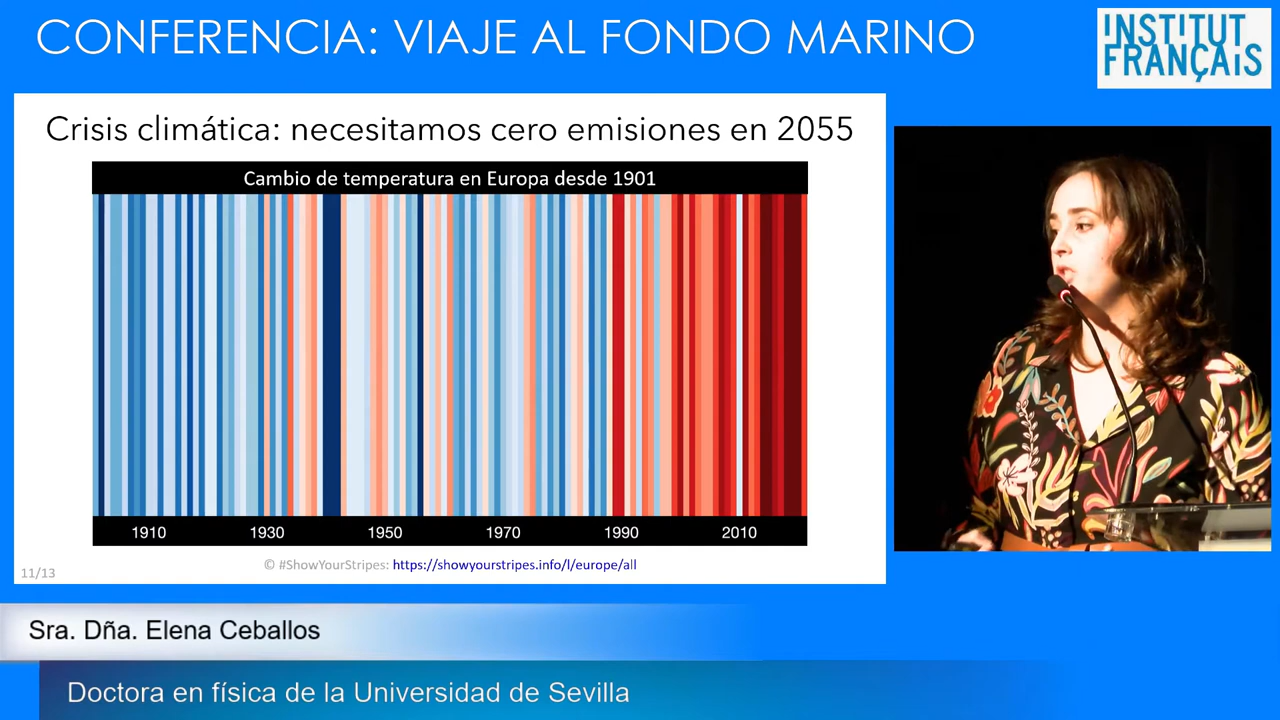 CONFERENCIA: VIAJE AL FONDO MARINO
INSTITUT
FRANÇAIS
Crisis climática: necesitamos cero emisiones en 2055
Cambio de temperatura en Europa desde 1901
1910 1930 1950 1970 1990 2010
© #ShowYourStripes: https://showyourstripes.info/l/europe/all
11/13
Sra. Dña. Elena Ceballos
Doctora en física de la Universidad de Sevilla